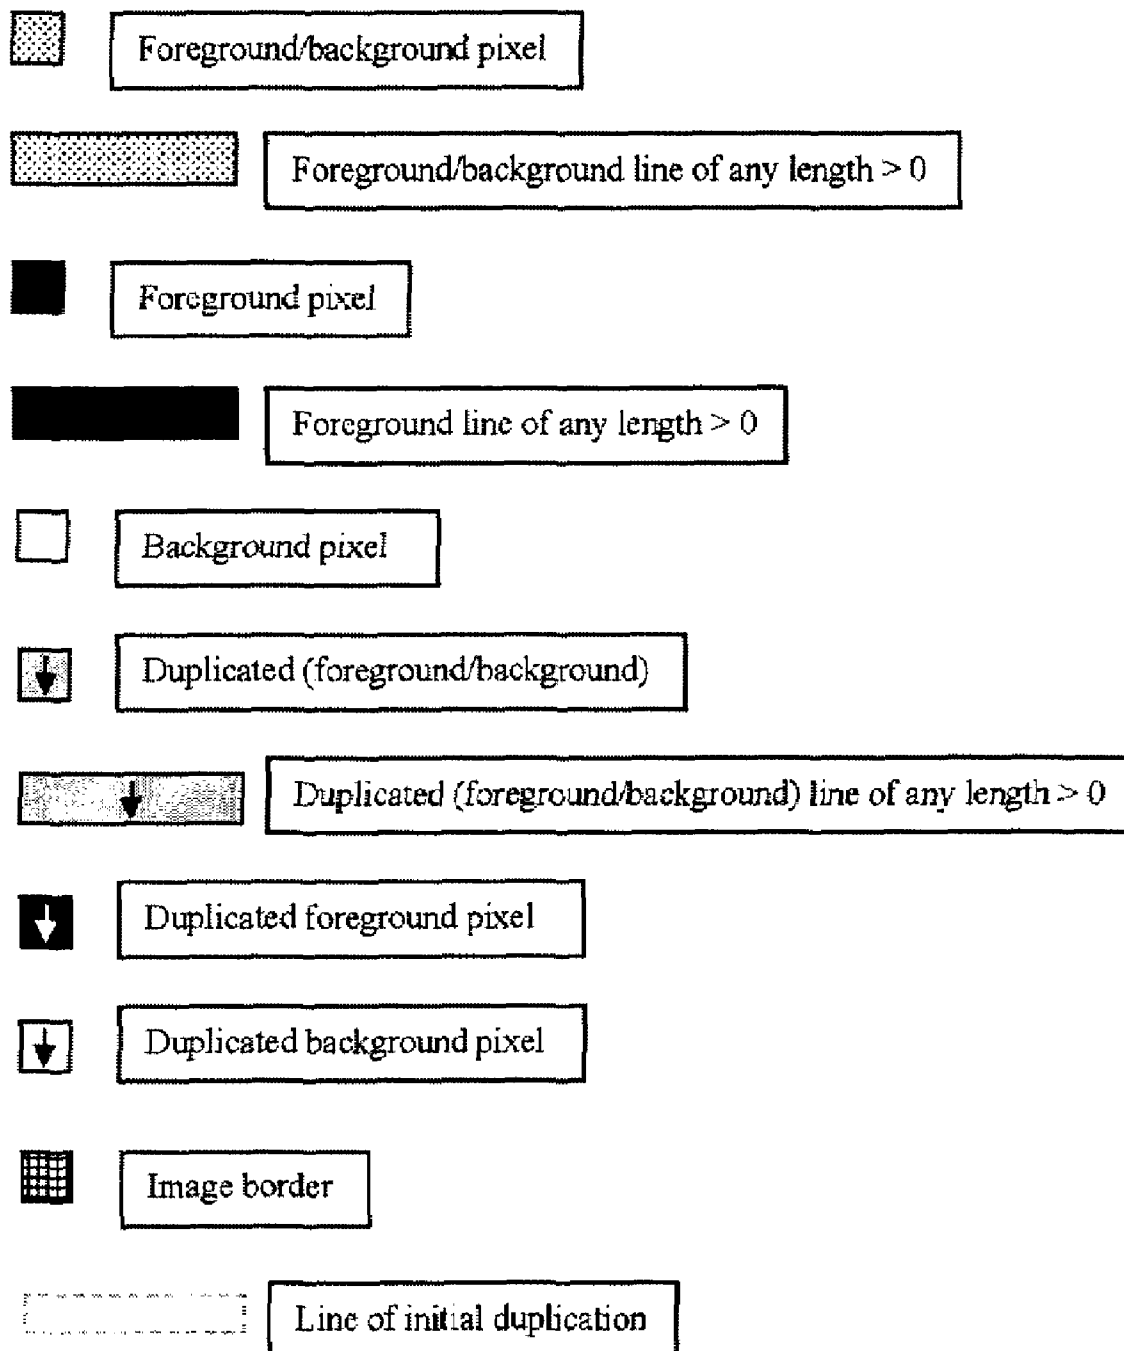 Foreground/background pixel
Foreground/background line of any length > 0
Foreground pixel
Foreground line of any length > 0
Background pixel
Duplicated (foreground/background)
Duplicated (foreground/background) line of any length > 0
Duplicated foreground pixel
Duplicated background pixel
Image border
Line of initial duplication